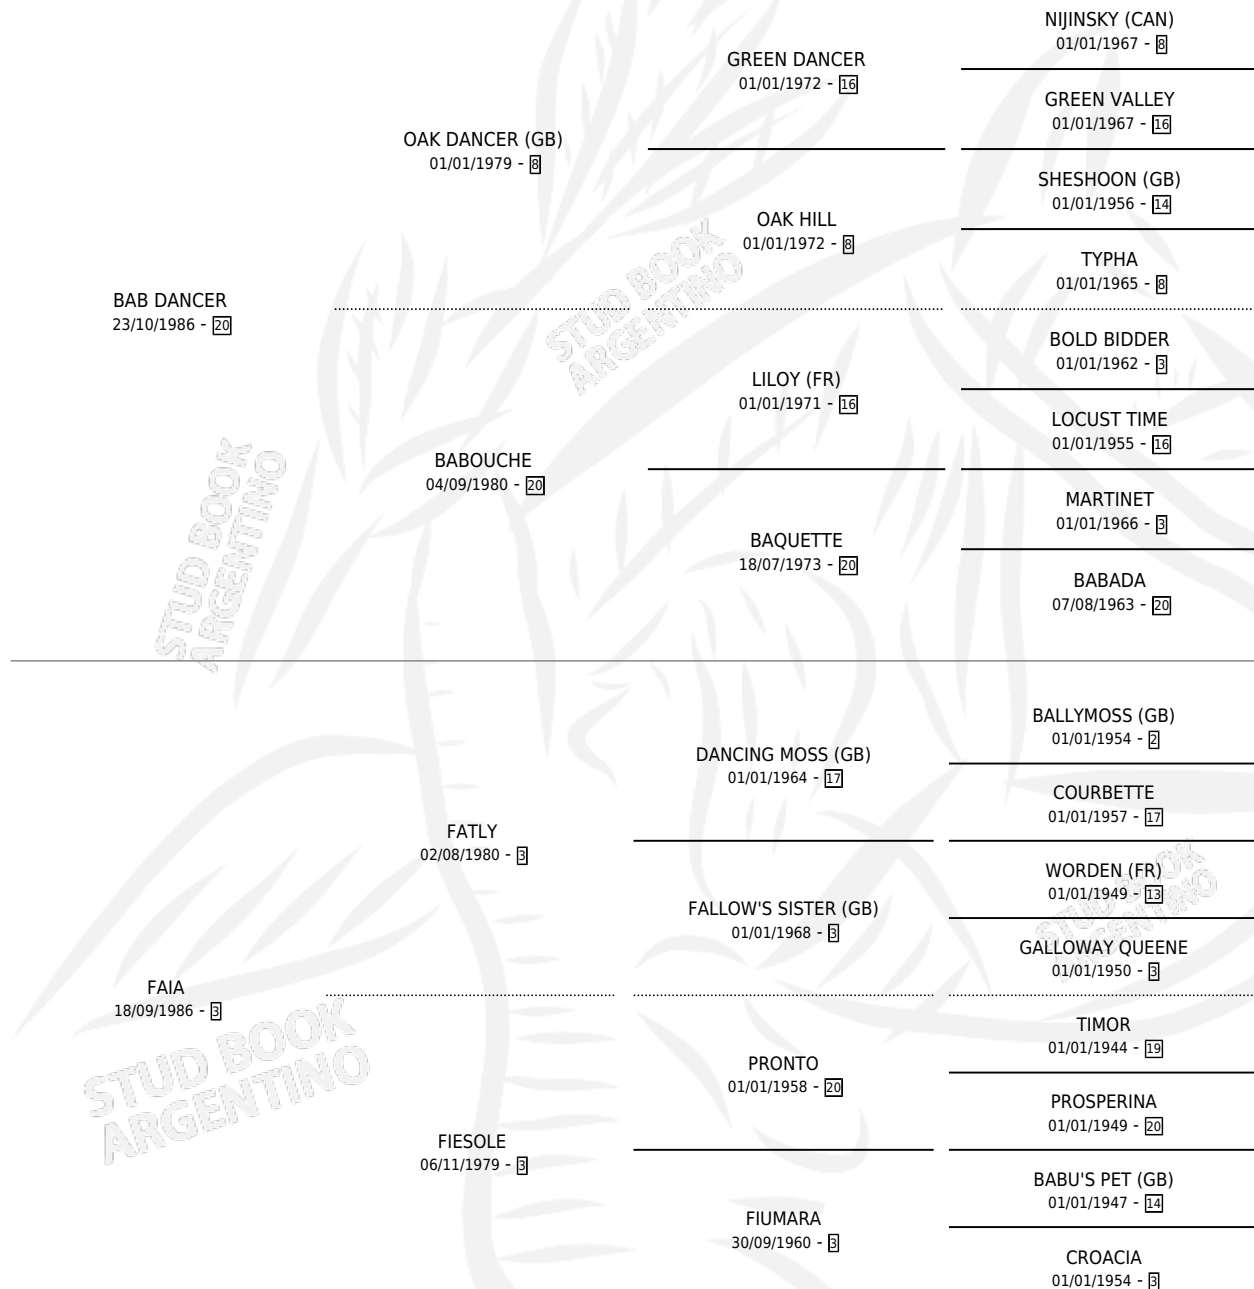 NIJINSKY (CAN)
01/01/1967 - 8
GREEN DANCER
01/01/1972 - 16
GREEN VALLEY
01/01/1967 - 16
OAK DANCER (GB)
01/01/1979 - 8
SHESHOON (GB)
01/01/1956 - 14
OAK HILL
01/01/1972 - 8
TYPHA
01/01/1965 - 8
BAB DANCER
23/10/1986 - 20
BOLD BIDDER
01/01/1962 - 3
LILOY (FR)
01/01/1971 - 16
LOCUST TIME
01/01/1955 - 16
BABOUCHE
04/09/1980 - 20
MARTINET
01/01/1966 - 3
BAQUETTE
18/07/1973 - 20
BABADA
07/08/1963 - 20
BALLYMOSS (GB)
01/01/1954 - 2
DANCING MOSS (GB)
01/01/1964 - 17
COURBETTE
01/01/1957 - 17
FATLY
02/08/1980 - 3
WORDEN (FR)
01/01/1949 - 13
FALLOW'S SISTER (GB)
01/01/1968 - 3
GALLOWAY QUEENE
01/01/1950 - 3
FAIA
18/09/1986 - 3
TIMOR
01/01/1944 - 19
PRONTO
01/01/1958 - 20
PROSPERINA
01/01/1949 - 20
FIESOLE
06/11/1979 - 3
BABU'S PET (GB)
01/01/1947 - 14
FIUMARA
30/09/1960 - 3
CROACIA
01/01/1954 - 3
STUD BOOK
ARGENTINO
STUD BOOK
ARGENTINO
STUD BOOK
ARGENTINO
STUD BOOK
ARGENTINO